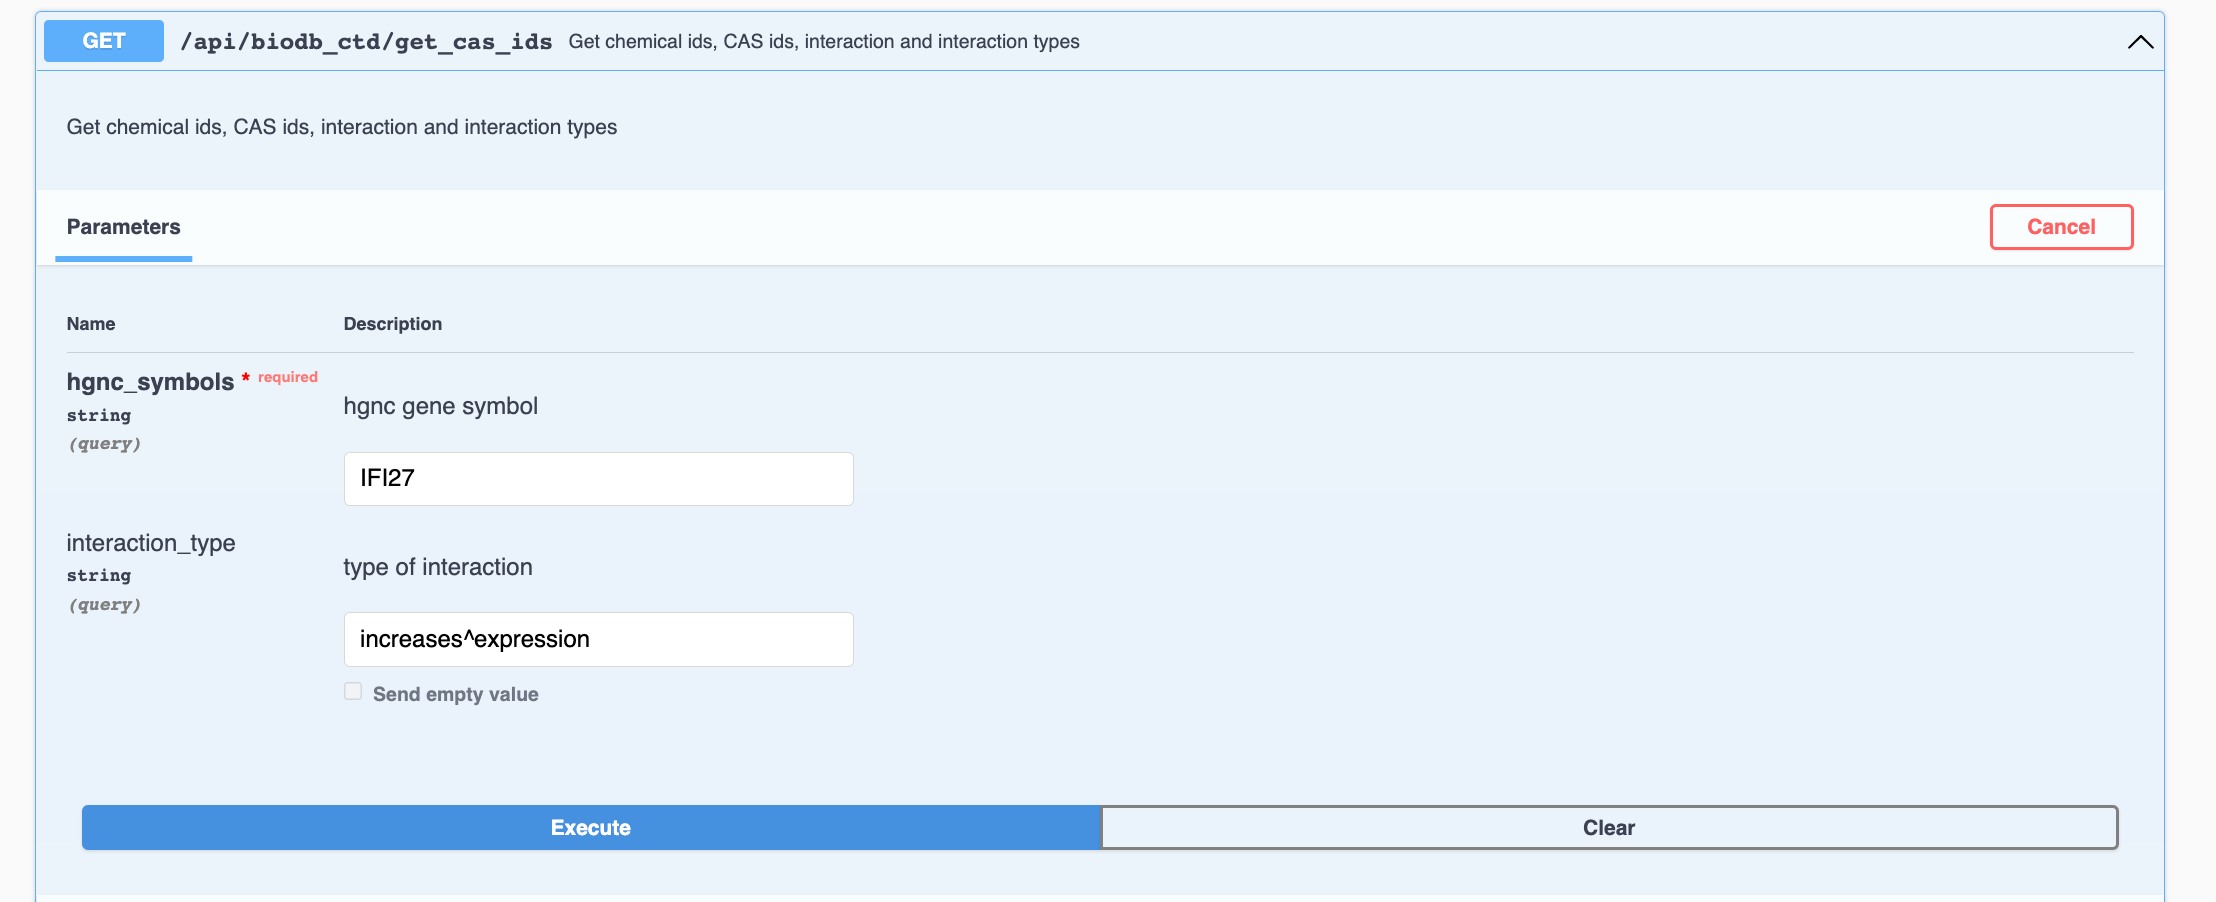 GET /api/biodb_ctd/get_cas_ids Get chemical ids, CAS ids, interaction and interaction types
Get chemical ids, CAS ids, interaction and interaction types
Parameters
Cancel
Name Description
hgnc_symbols * required
string
(query)
hgnc gene symbol
IFI27
interaction_type
string
(query)
type of interaction
increases^expression
Send empty value
Execute
Clear